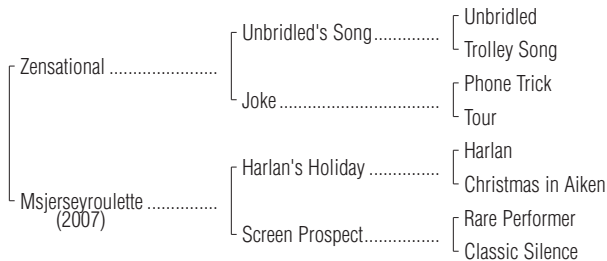 Unbridled
Unbridled's Song..............
Trolley Song
Zensational .......................
Phone Trick
Joke ..................................
Tour
Harlan
Harlan's Holiday ...............
Christmas in Aiken
Msjerseyroulette ...............
(2007)
Rare Performer
Screen Prospect................
Classic Silence